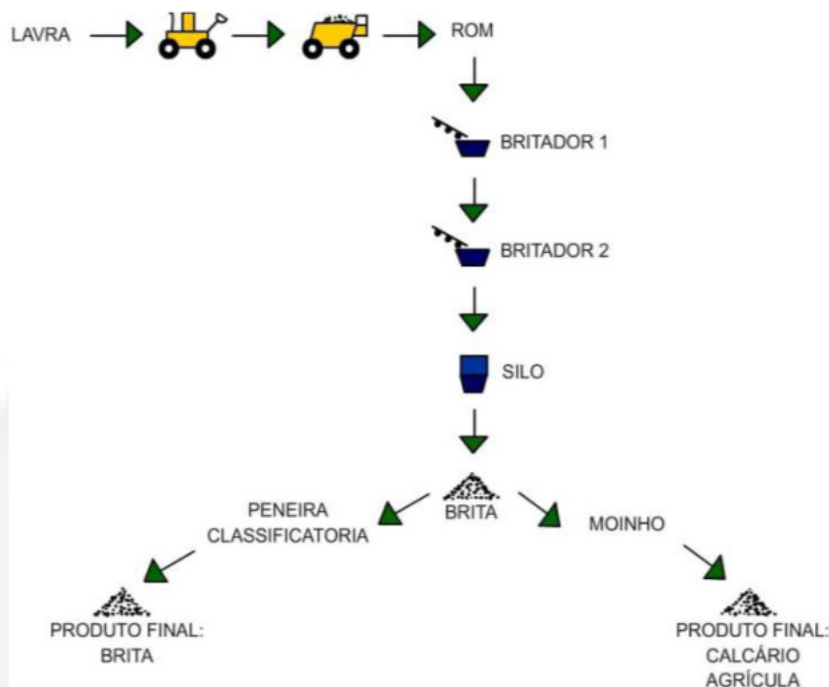 LAVRA
ROM
BRITADOR 1
BRITADOR 2
SILO
BRITA
PENEIRA
CLASSIFICATORIA
MOINHO
PRODUTO FINAL:
BRITA
PRODUTO FINAL:
CALCÁRIO
AGRÍCULA